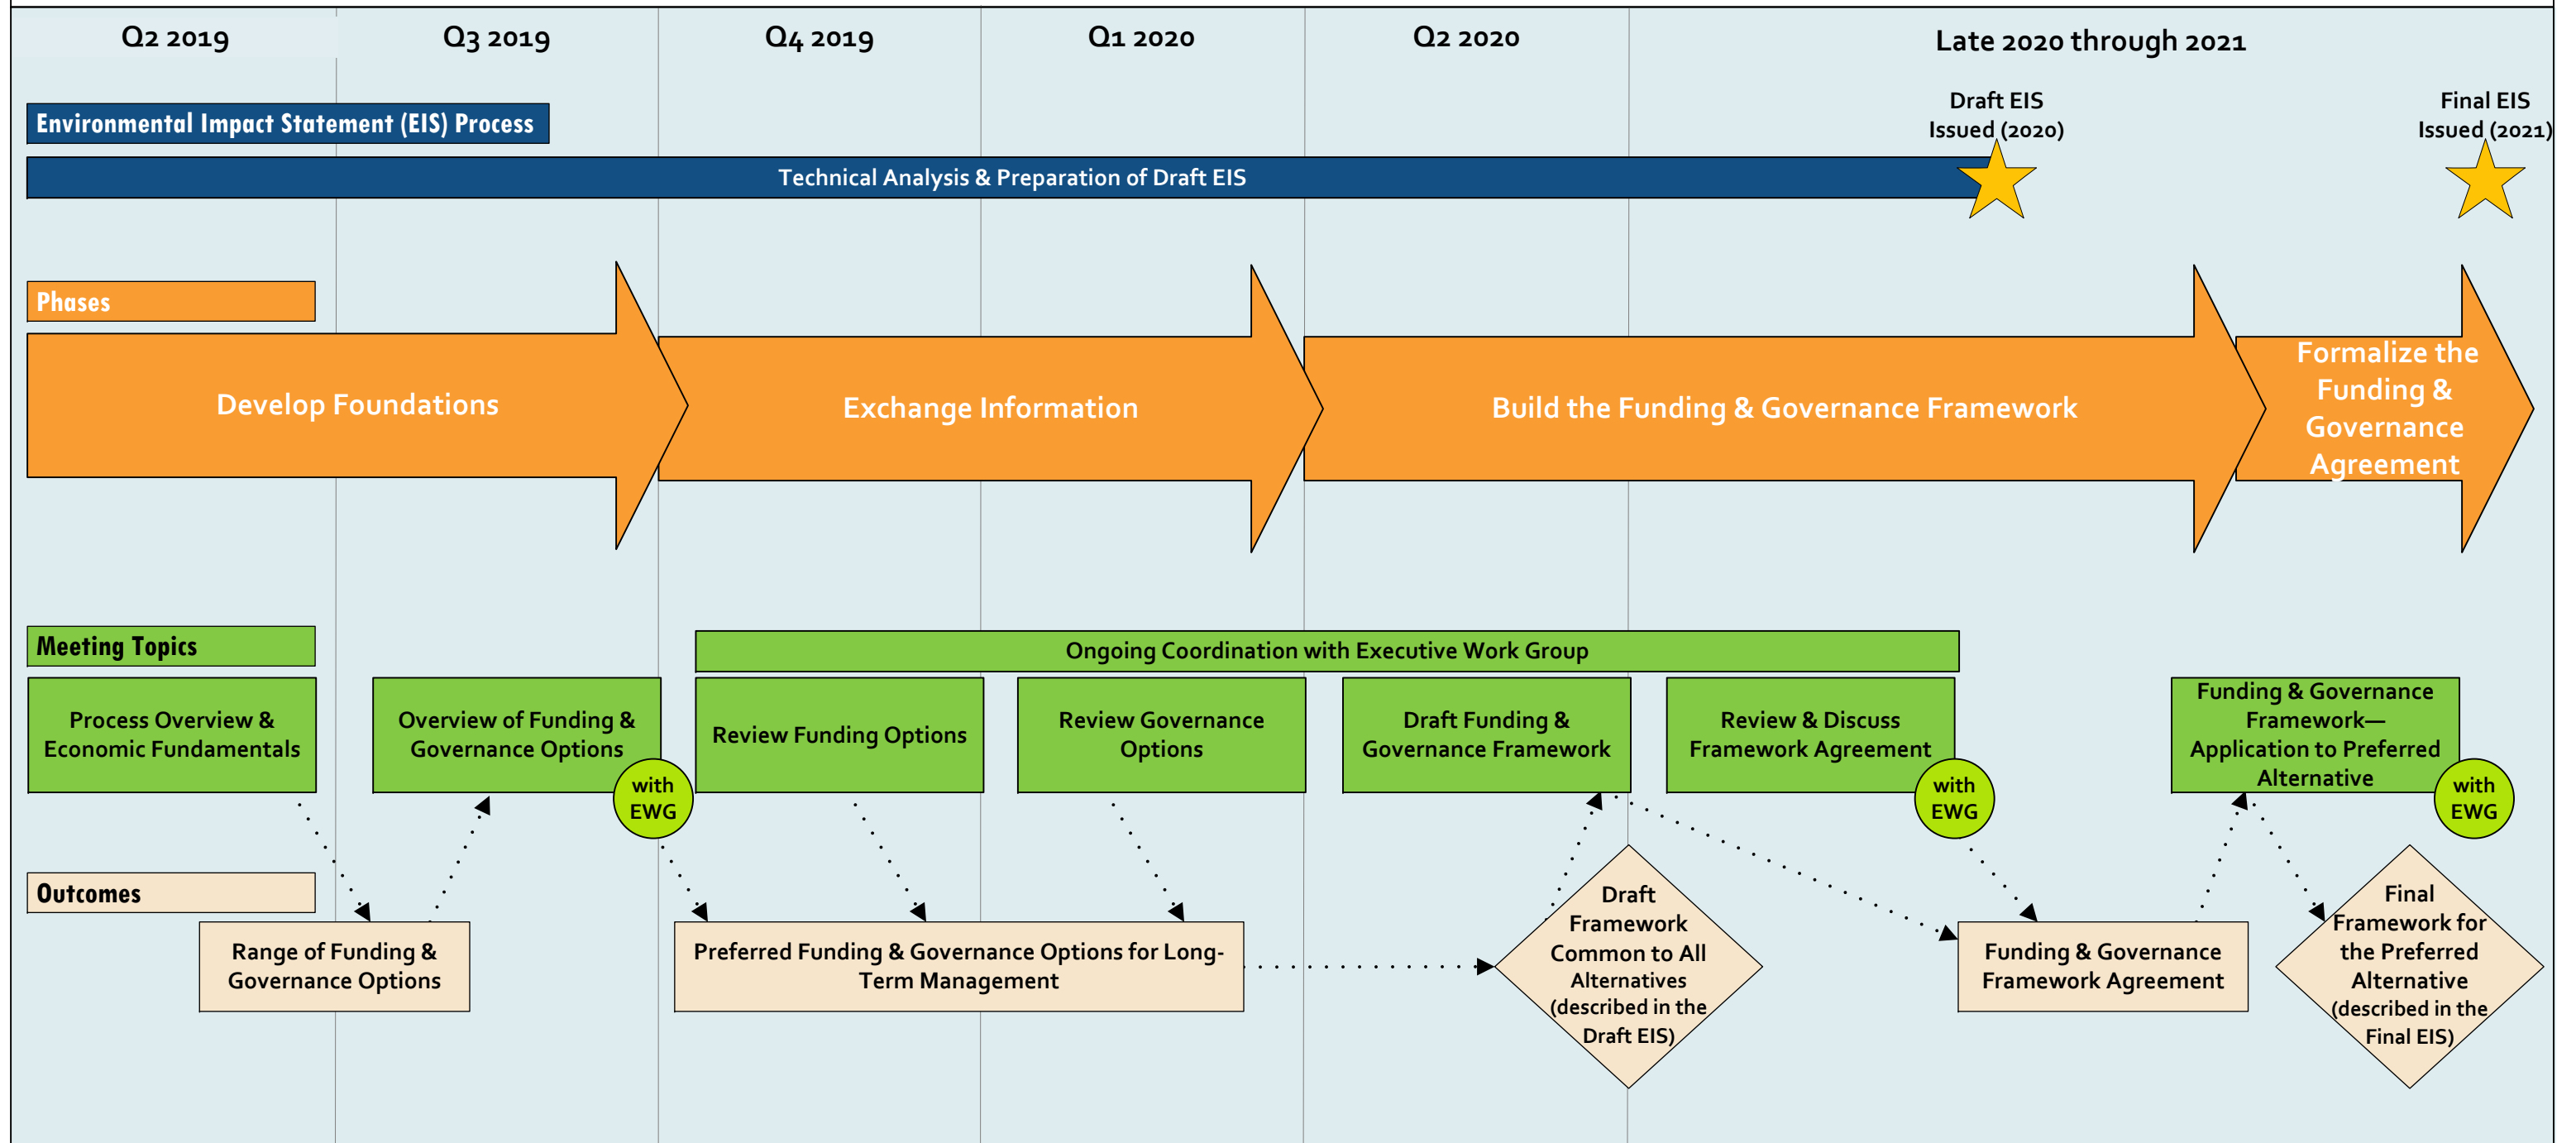 Q2 2019
Q3 2019
Q4 2019
Q1 2020
Q2 2020
Late 2020 through 2021
Environmental Impact Statement (EIS) Process
Draft EIS
Issued (2020)
Final EIS
Issued (2021)
Technical Analysis & Preparation of Draft EIS
Phases
Develop Foundations
Exchange Information
Build the Funding & Governance Framework
Formalize the
Funding &
Governance
Agreement
Meeting Topics
Ongoing Coordination with Executive Work Group
Process Overview &
Economic Fundamentals
Overview of Funding &
Governance Options
with
EWG
Review Funding Options
Review Governance
Options
Draft Funding &
Governance Framework
Review & Discuss
Framework Agreement
with
EWG
Funding & Governance
Framework—
Application to Preferred
Alternative
with
EWG
Outcomes
Range of Funding &
Governance Options
Preferred Funding & Governance Options for Long-
Term Management
Draft
Framework
Common to All
Alternatives
(described in the
Draft EIS)
Funding & Governance
Framework Agreement
Final
Framework for
the Preferred
Alternative
(described in the
Final EIS)